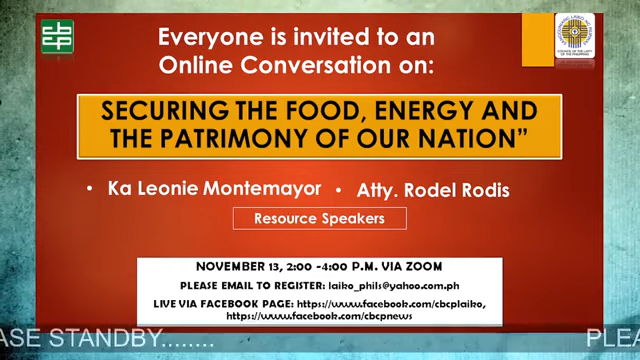 cbcp
Everyone is invited to an
Online Conversation on:
SECURING THE FOOD, ENERGY AND
THE PATRIMONY OF OUR NATION”
• Ka Leonie Montemayor • Atty. Rodel Rodis
Resource Speakers
NOVEMBER 13, 2:00 -4:00 P.M. VIA ZOOM
PLEASE EMAIL TO REGISTER: laiko_phils@yahoo.com.ph
LIVE VIA FACEBOOK PAGE: https://www.facebook.com/cbcplaiko,
https://www.facebook.com/cbcpnews
ASE STANDBY........ PLEA